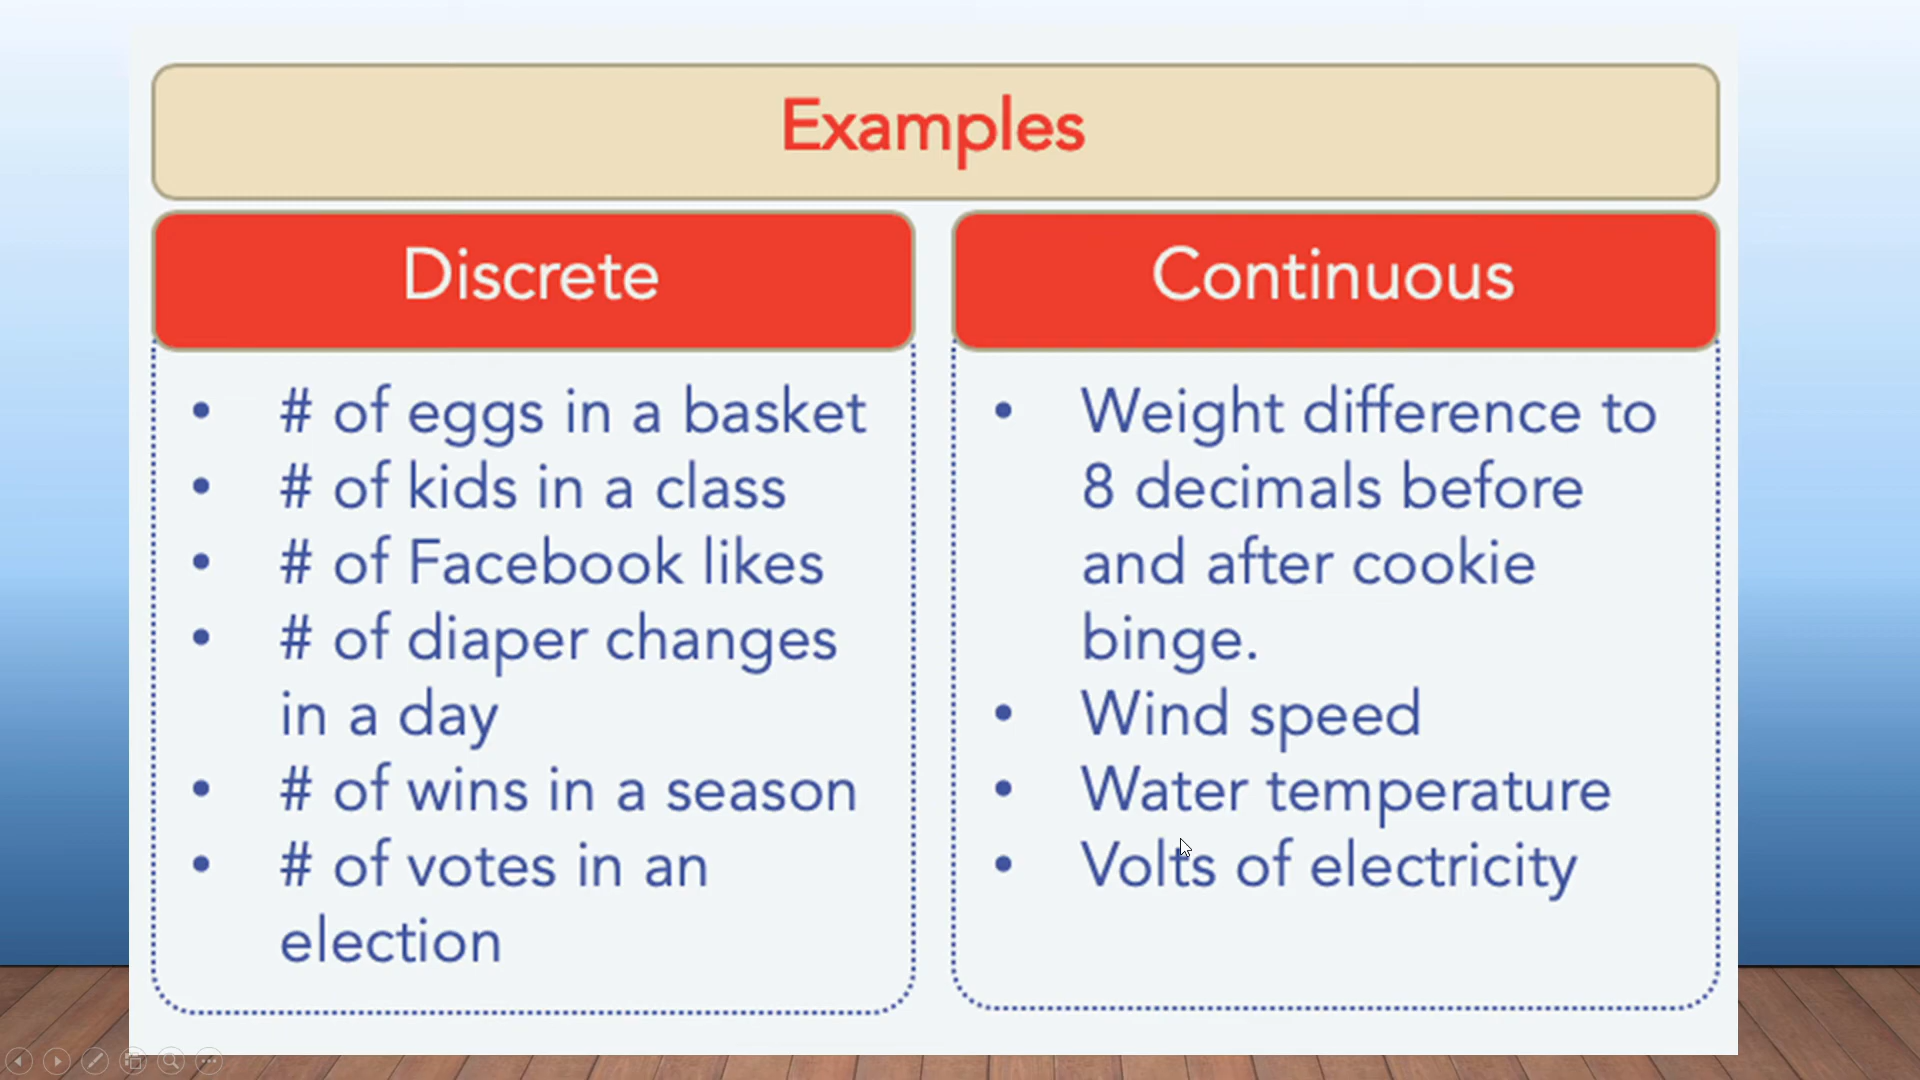 Examples
Discrete
• # of eggs in a basket
• # of kids in a class
• # of Facebook likes
• # of diaper changes
in a day
• # of wins in a season
• # of votes in an
election
Continuous
• Weight difference to
8 decimals before
and after cookie
binge.
• Wind speed
• Water temperature
• Volts of electricity